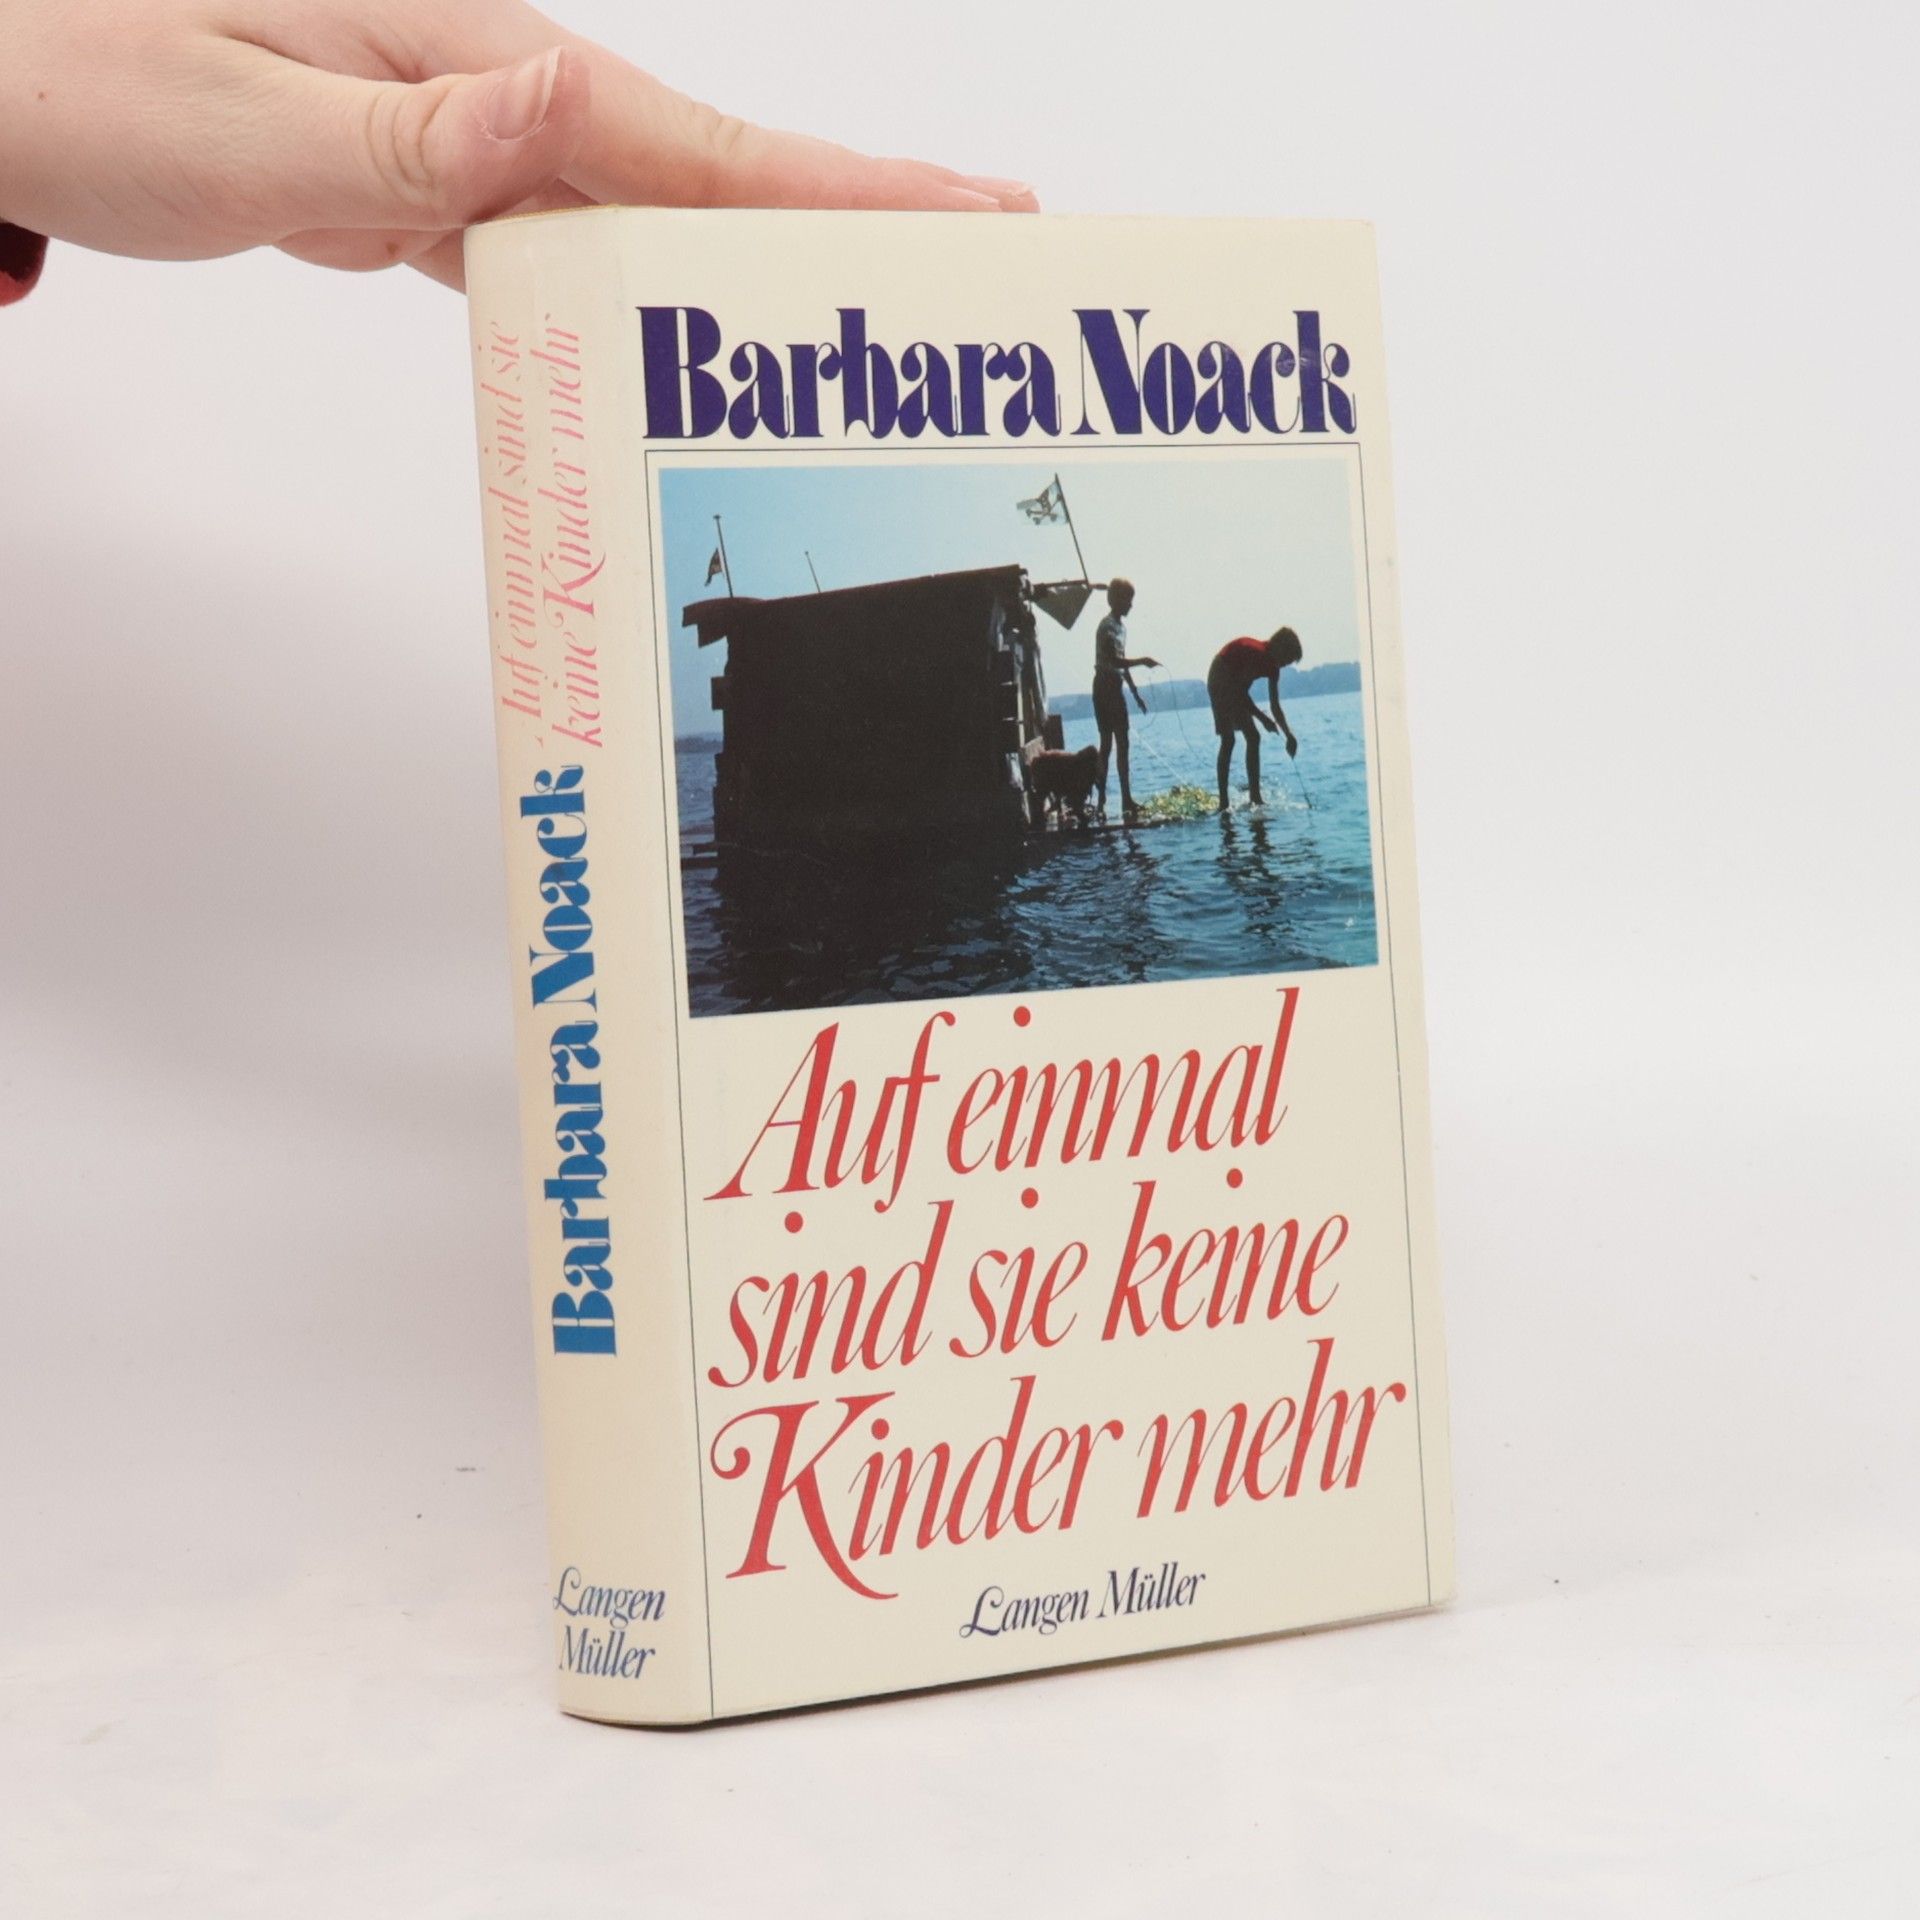 Barbara Noack
Auf einmal
sind sie keine
Kinder mehr
Langen Müller
Auf einmal sind sie
keine Kinder mehr
Barbara Noack
Langen
Müller